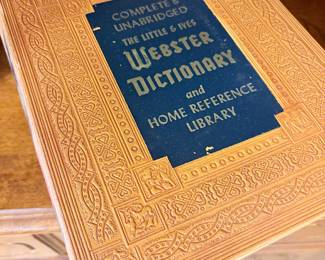 COMPLETE &
UNABRIDGED
THE LITTLE & IVES
WEBSTER
DICTIONARY
and
HOME REFERENCE
LIBRARY